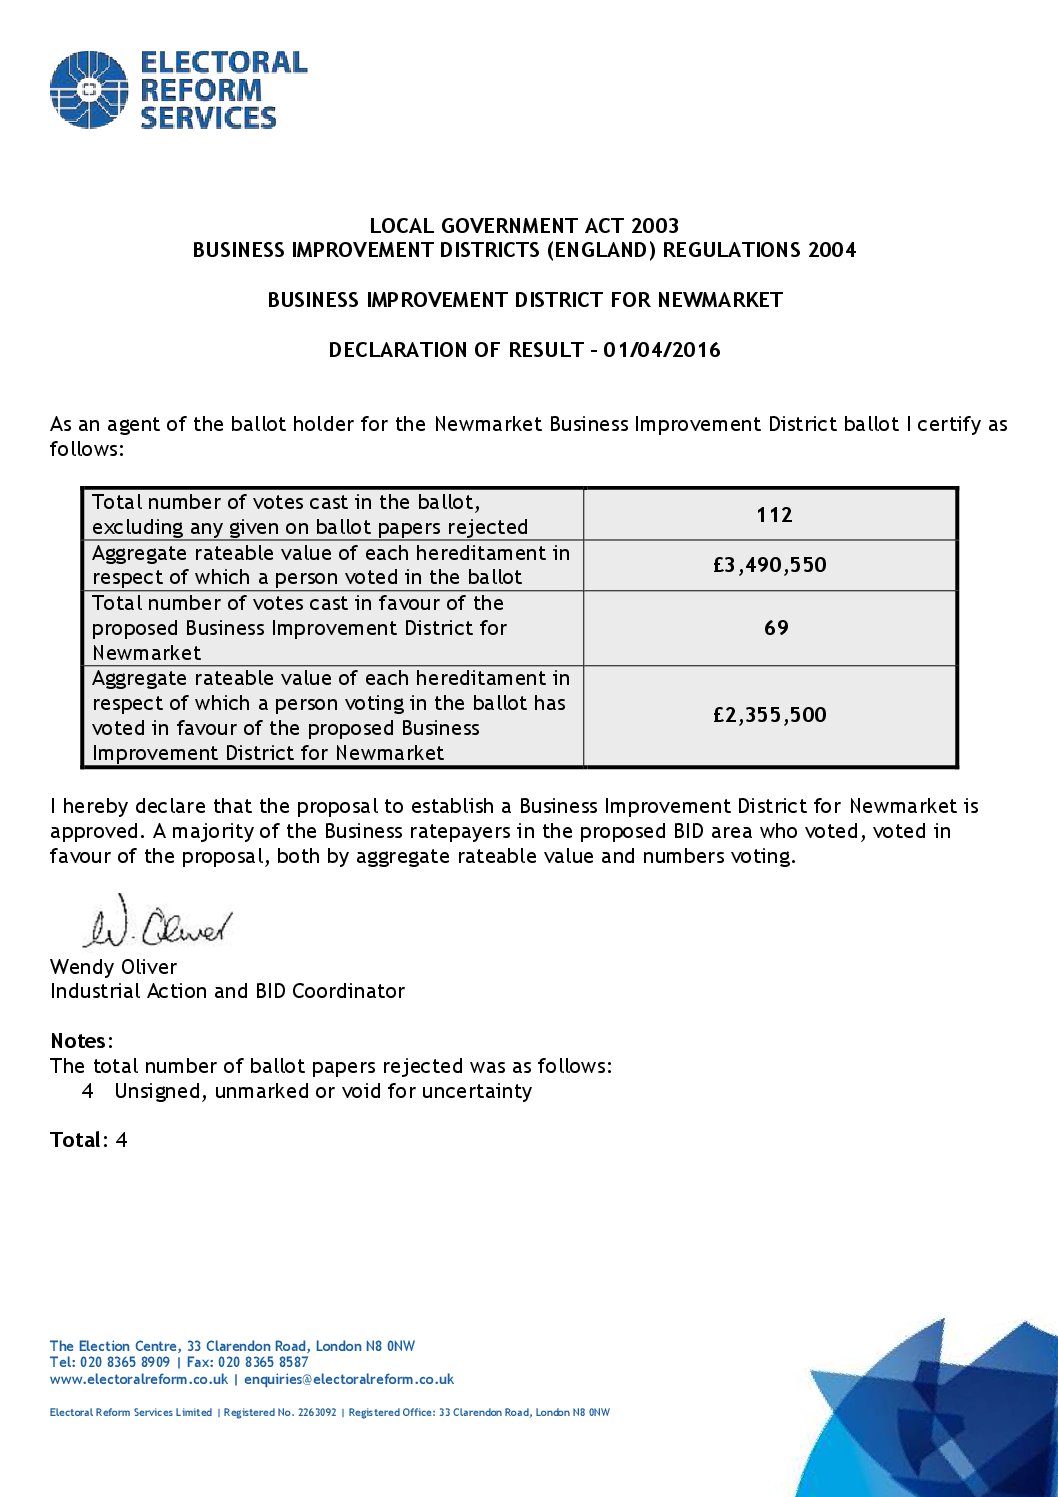 ELECTORAL
REFORM
SERVICES
LOCAL GOVERNMENT ACT 2003
BUSINESS IMPROVEMENT DISTRICTS (ENGLAND) REGULATIONS 2004
BUSINESS IMPROVEMENT DISTRICT FOR NEWMARKET
DECLARATION OF RESULT – 01/04/2016
As an agent of the ballot holder for the Newmarket Business Improvement District ballot I certify as
follows:
Total number of votes cast in the ballot,
excluding any given on ballot papers rejected
112
Aggregate rateable value of each hereditament in
respect of which a person voted in the ballot
£3,490,550
Total number of votes cast in favour of the
proposed Business Improvement District for
Newmarket
69
Aggregate rateable value of each hereditament in
respect of which a person voting in the ballot has
voted in favour of the proposed Business
Improvement District for Newmarket
£2,355,500
I hereby declare that the proposal to establish a Business Improvement District for Newmarket is
approved. A majority of the Business ratepayers in the proposed BID area who voted, voted in
favour of the proposal, both by aggregate rateable value and numbers voting.
W. Oliver
Wendy Oliver
Industrial Action and BID Coordinator
Notes:
The total number of ballot papers rejected was as follows:
4 Unsigned, unmarked or void for uncertainty
Total: 4
The Election Centre, 33 Clarendon Road, London N8 0NW
Tel: 020 8365 8909 | Fax: 020 8365 8587
www.electoralreform.co.uk | enquiries@electoralreform.co.uk
Electoral Reform Services Limited | Registered No. 2263092 | Registered Office: 33 Clarendon Road, London N8 0NW